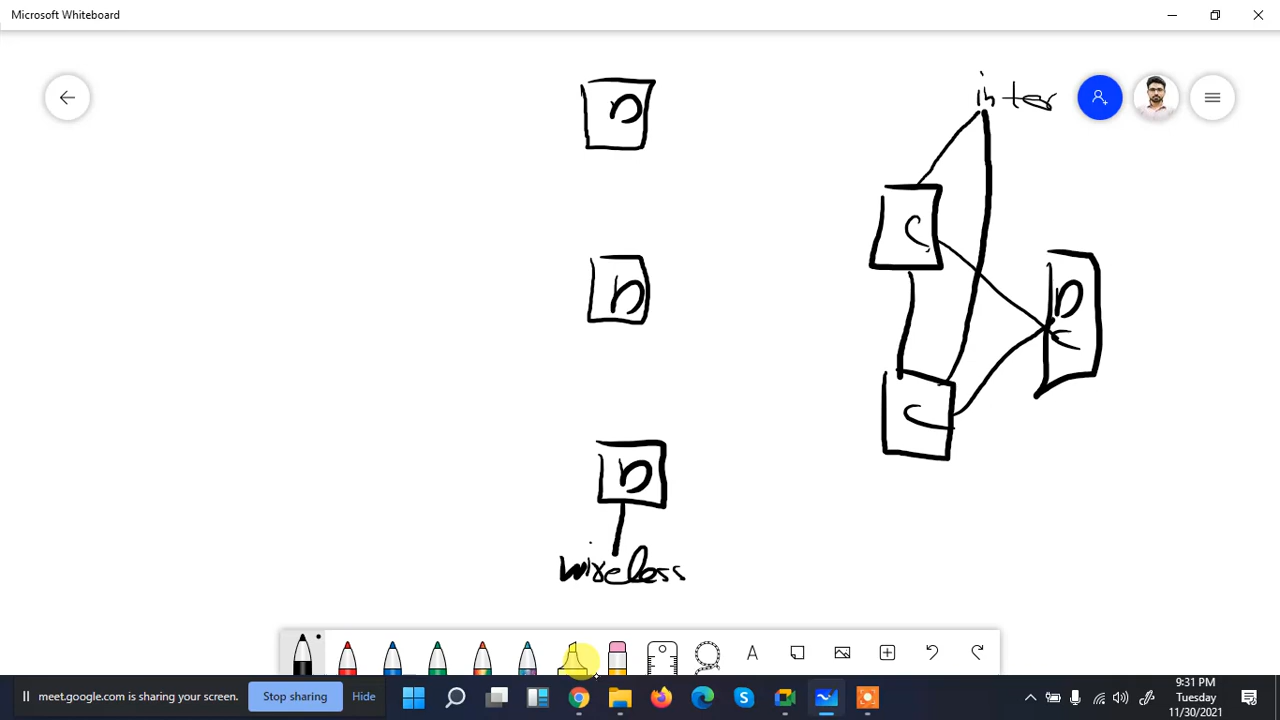 Microsoft Whiteboard
D
inter
C
D
D
C
C
D
wireless
A
meet.google.com is sharing your screen.
Stop sharing
Hide
9:31 PM
Tuesday
11/30/2021